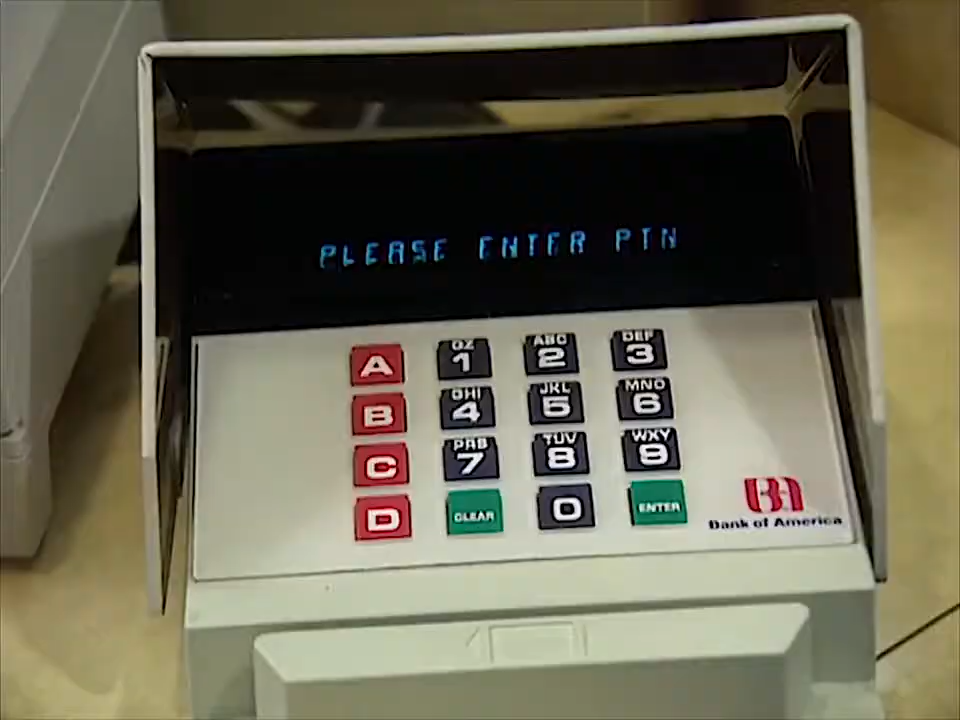 PLEASE ENTER PIN
A QZ 1 ABC 2 DEF 3
B GHI 4 JKL 5 MNO 6
C PRS 7 TUV 8 WXY 9
D CLEAR 0 ENTER
BA
Bank of America